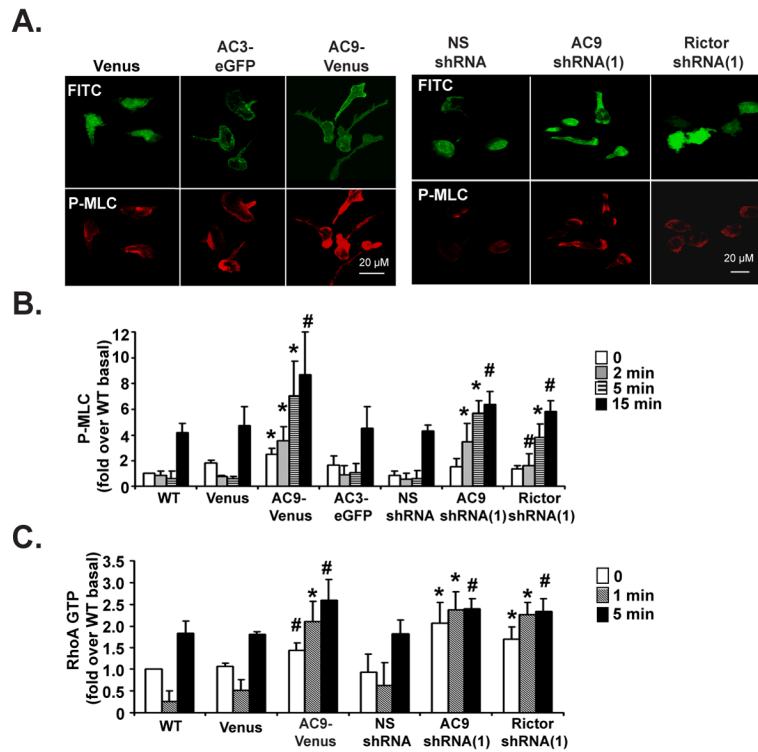 A.
Venus
AC3-
eGFP
AC9-
Venus
NS
shRNA
AC9
shRNA(1)
Rictor
shRNA(1)
FITC
FITC
P-MLC
P-MLC
20 µM
20 µM
B.
P-MLC
(fold over WT basal)
12
10
8
6
4
2
0
* * * #
* * #
# * #
0
2 min
5 min
15 min
WT
Venus
AC9-
Venus
AC3-
eGFP
NS
shRNA
AC9
shRNA(1)
Rictor
shRNA(1)
C.
RhoA GTP
(fold over WT basal)
3.5
3.0
2.5
2.0
1.5
1.0
0.5
0
# * #
* * #
* * #
0
1 min
5 min
WT
Venus
AC9-
Venus
NS
shRNA
AC9
shRNA(1)
Rictor
shRNA(1)